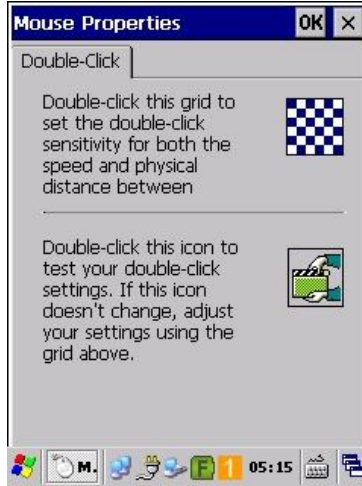 Mouse Properties OK ×
Double-Click
Double-click this grid to
set the double-click
sensitivity for both the
speed and physical
distance between
Double-click this icon to
test your double-click
settings. If this icon
doesn't change, adjust
your settings using the
grid above.
M. F 1 05:15